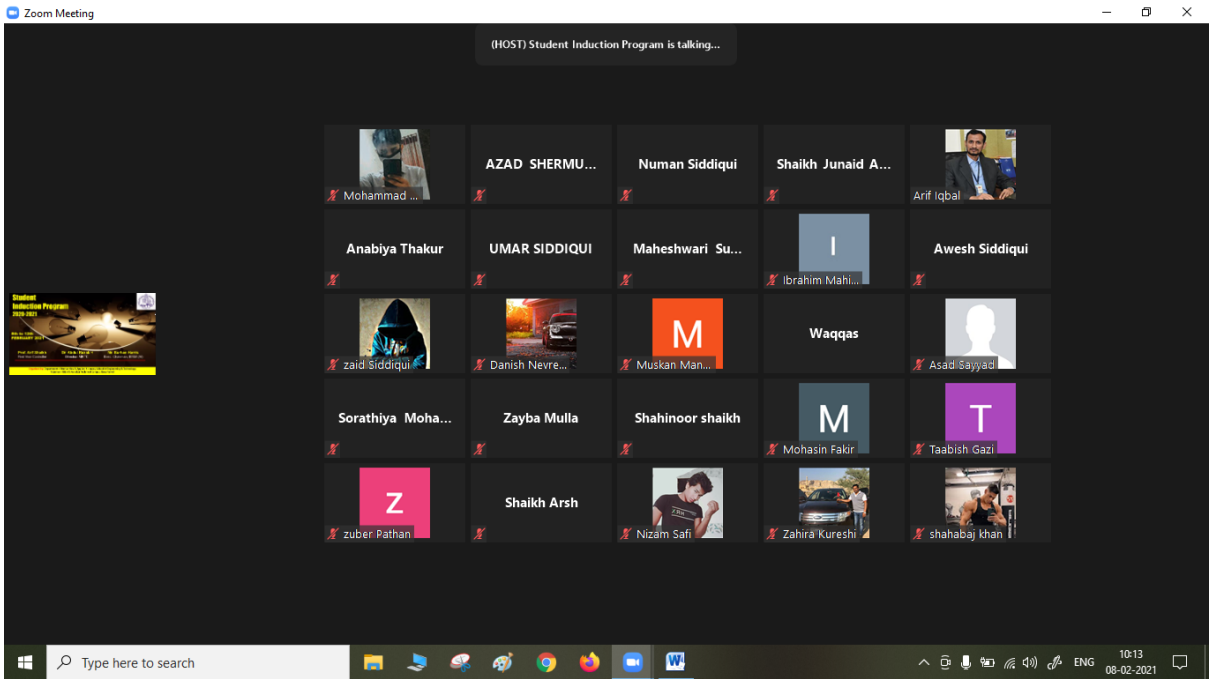 Zoom Meeting
(HOST) Student Induction Program is talking...
Mohammad ...
AZAD SHERMU...
Numan Siddiqui
Shaikh Junaid A...
Arif Iqbal
Anabiya Thakur
UMAR SIDDIQUI
Maheshwari Su...
I
Ibrahim Mahi...
Awesh Siddiqui
Student
Induction Program
2020-2021
FEBRUARY 2021
zaid Siddiqui
Danish Nevre...
M
Muskan Man...
Waqqas
Asad Sayyad
Sorathiya Moha...
Zayba Mulla
Shahinoor shaikh
M
Mohasin Fakir
T
Taabish Gazi
Z
zuber Pathan
Shaikh Arsh
Nizam Safi
Zahira Kureshi
shahabaj khan
Type here to search
ENG
10:13
08-02-2021